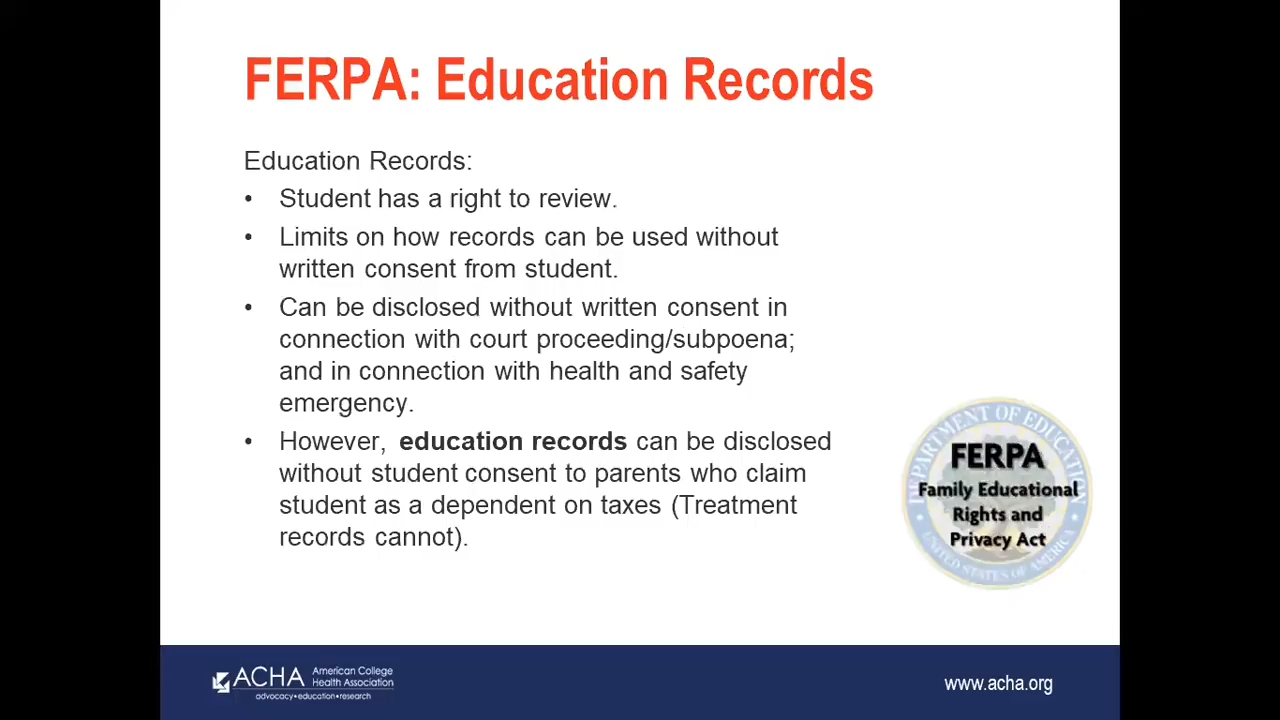 FERPA: Education Records
Education Records:
• Student has a right to review.
• Limits on how records can be used without
written consent from student.
• Can be disclosed without written consent in
connection with court proceeding/subpoena;
and in connection with health and safety
emergency.
• However, education records can be disclosed
without student consent to parents who claim
student as a dependent on taxes (Treatment
records cannot).
DEPARTMENT OF EDUCATION
FERPA
Family Educational
Rights and
Privacy Act
UNITED STATES OF AMERICA
ACHA
American College
Health Association
advocacy•education•research
www.acha.org